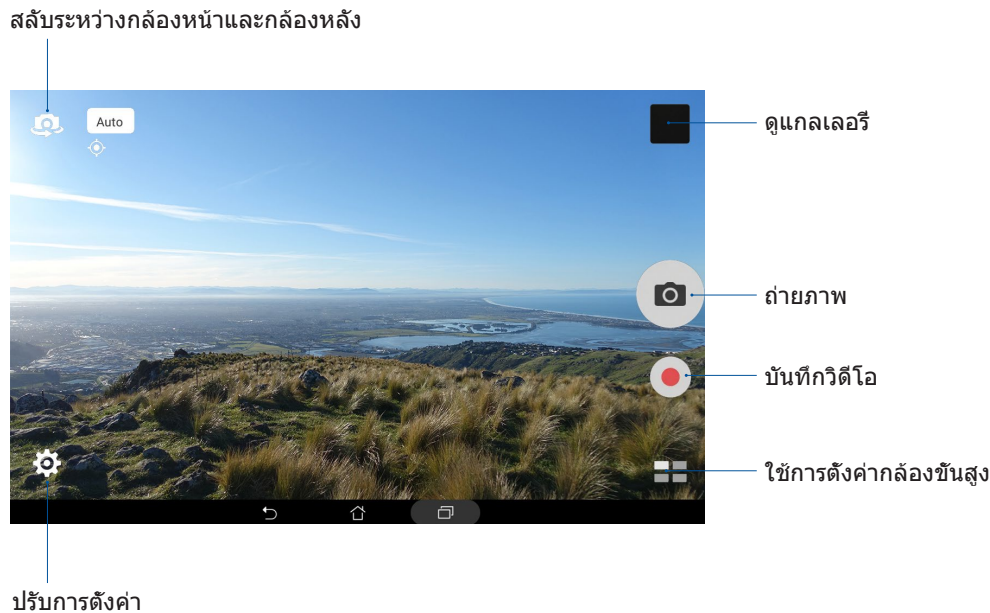 สลับระหว่างกล้องหน้าและกล้องหลัง
Auto
ดูแกลเลอรี
ถ่ายภาพ
บันทึกวิดีโอ
ใช้การตั้งค่ากล้องขั้นสูง
ปรับการตั้งค่า